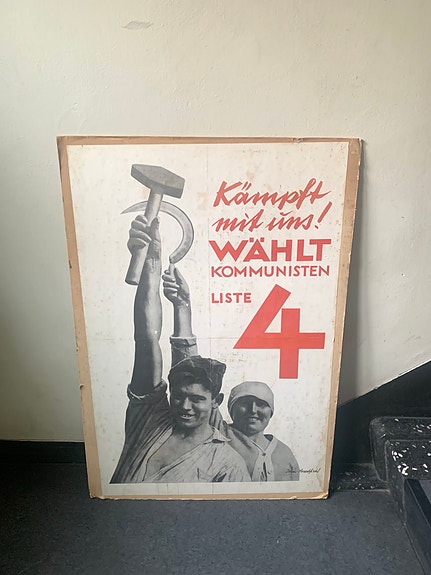 Kämpft
mit uns!
WÄHLT
KOMMUNISTEN
LISTE 4